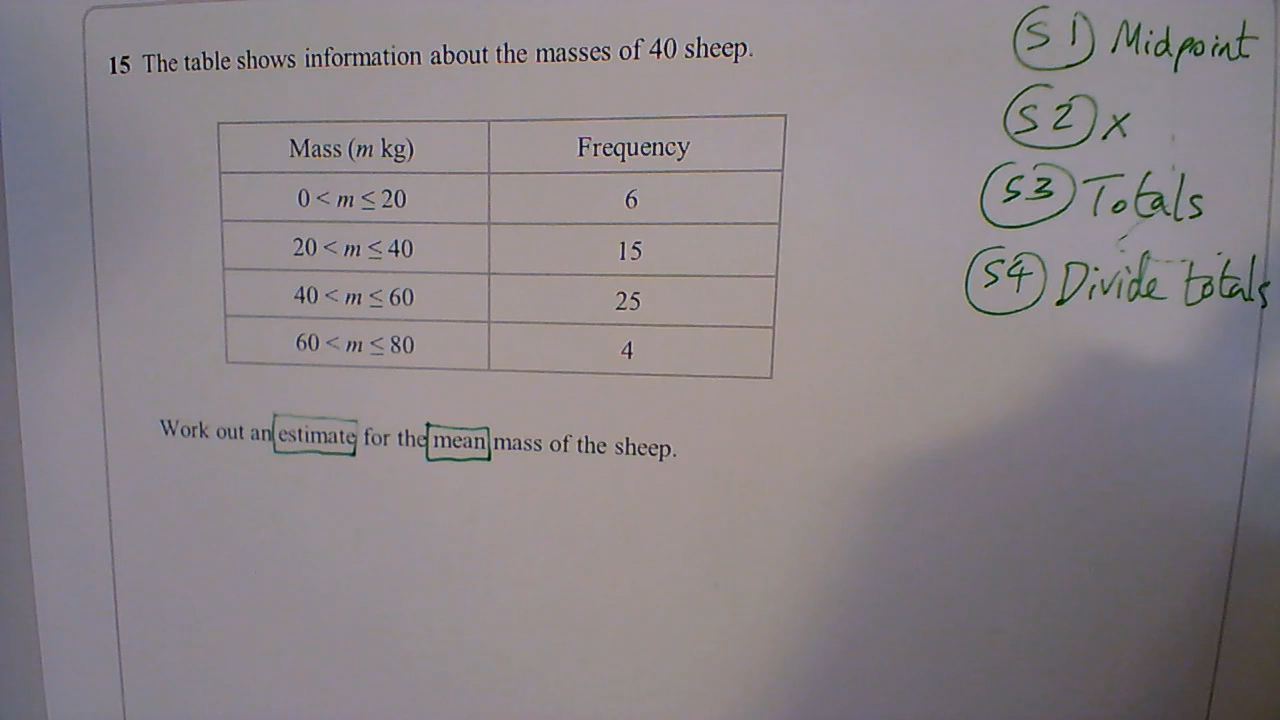 15 The table shows information about the masses of 40 sheep.
Mass (m kg) Frequency
0 < m ≤ 20 6
20 < m ≤ 40 15
40 < m ≤ 60 25
60 < m ≤ 80 4
Work out an estimate for the mean mass of the sheep.
S1 Midpoint
S2 x
S3 Totals
S4 Divide totals